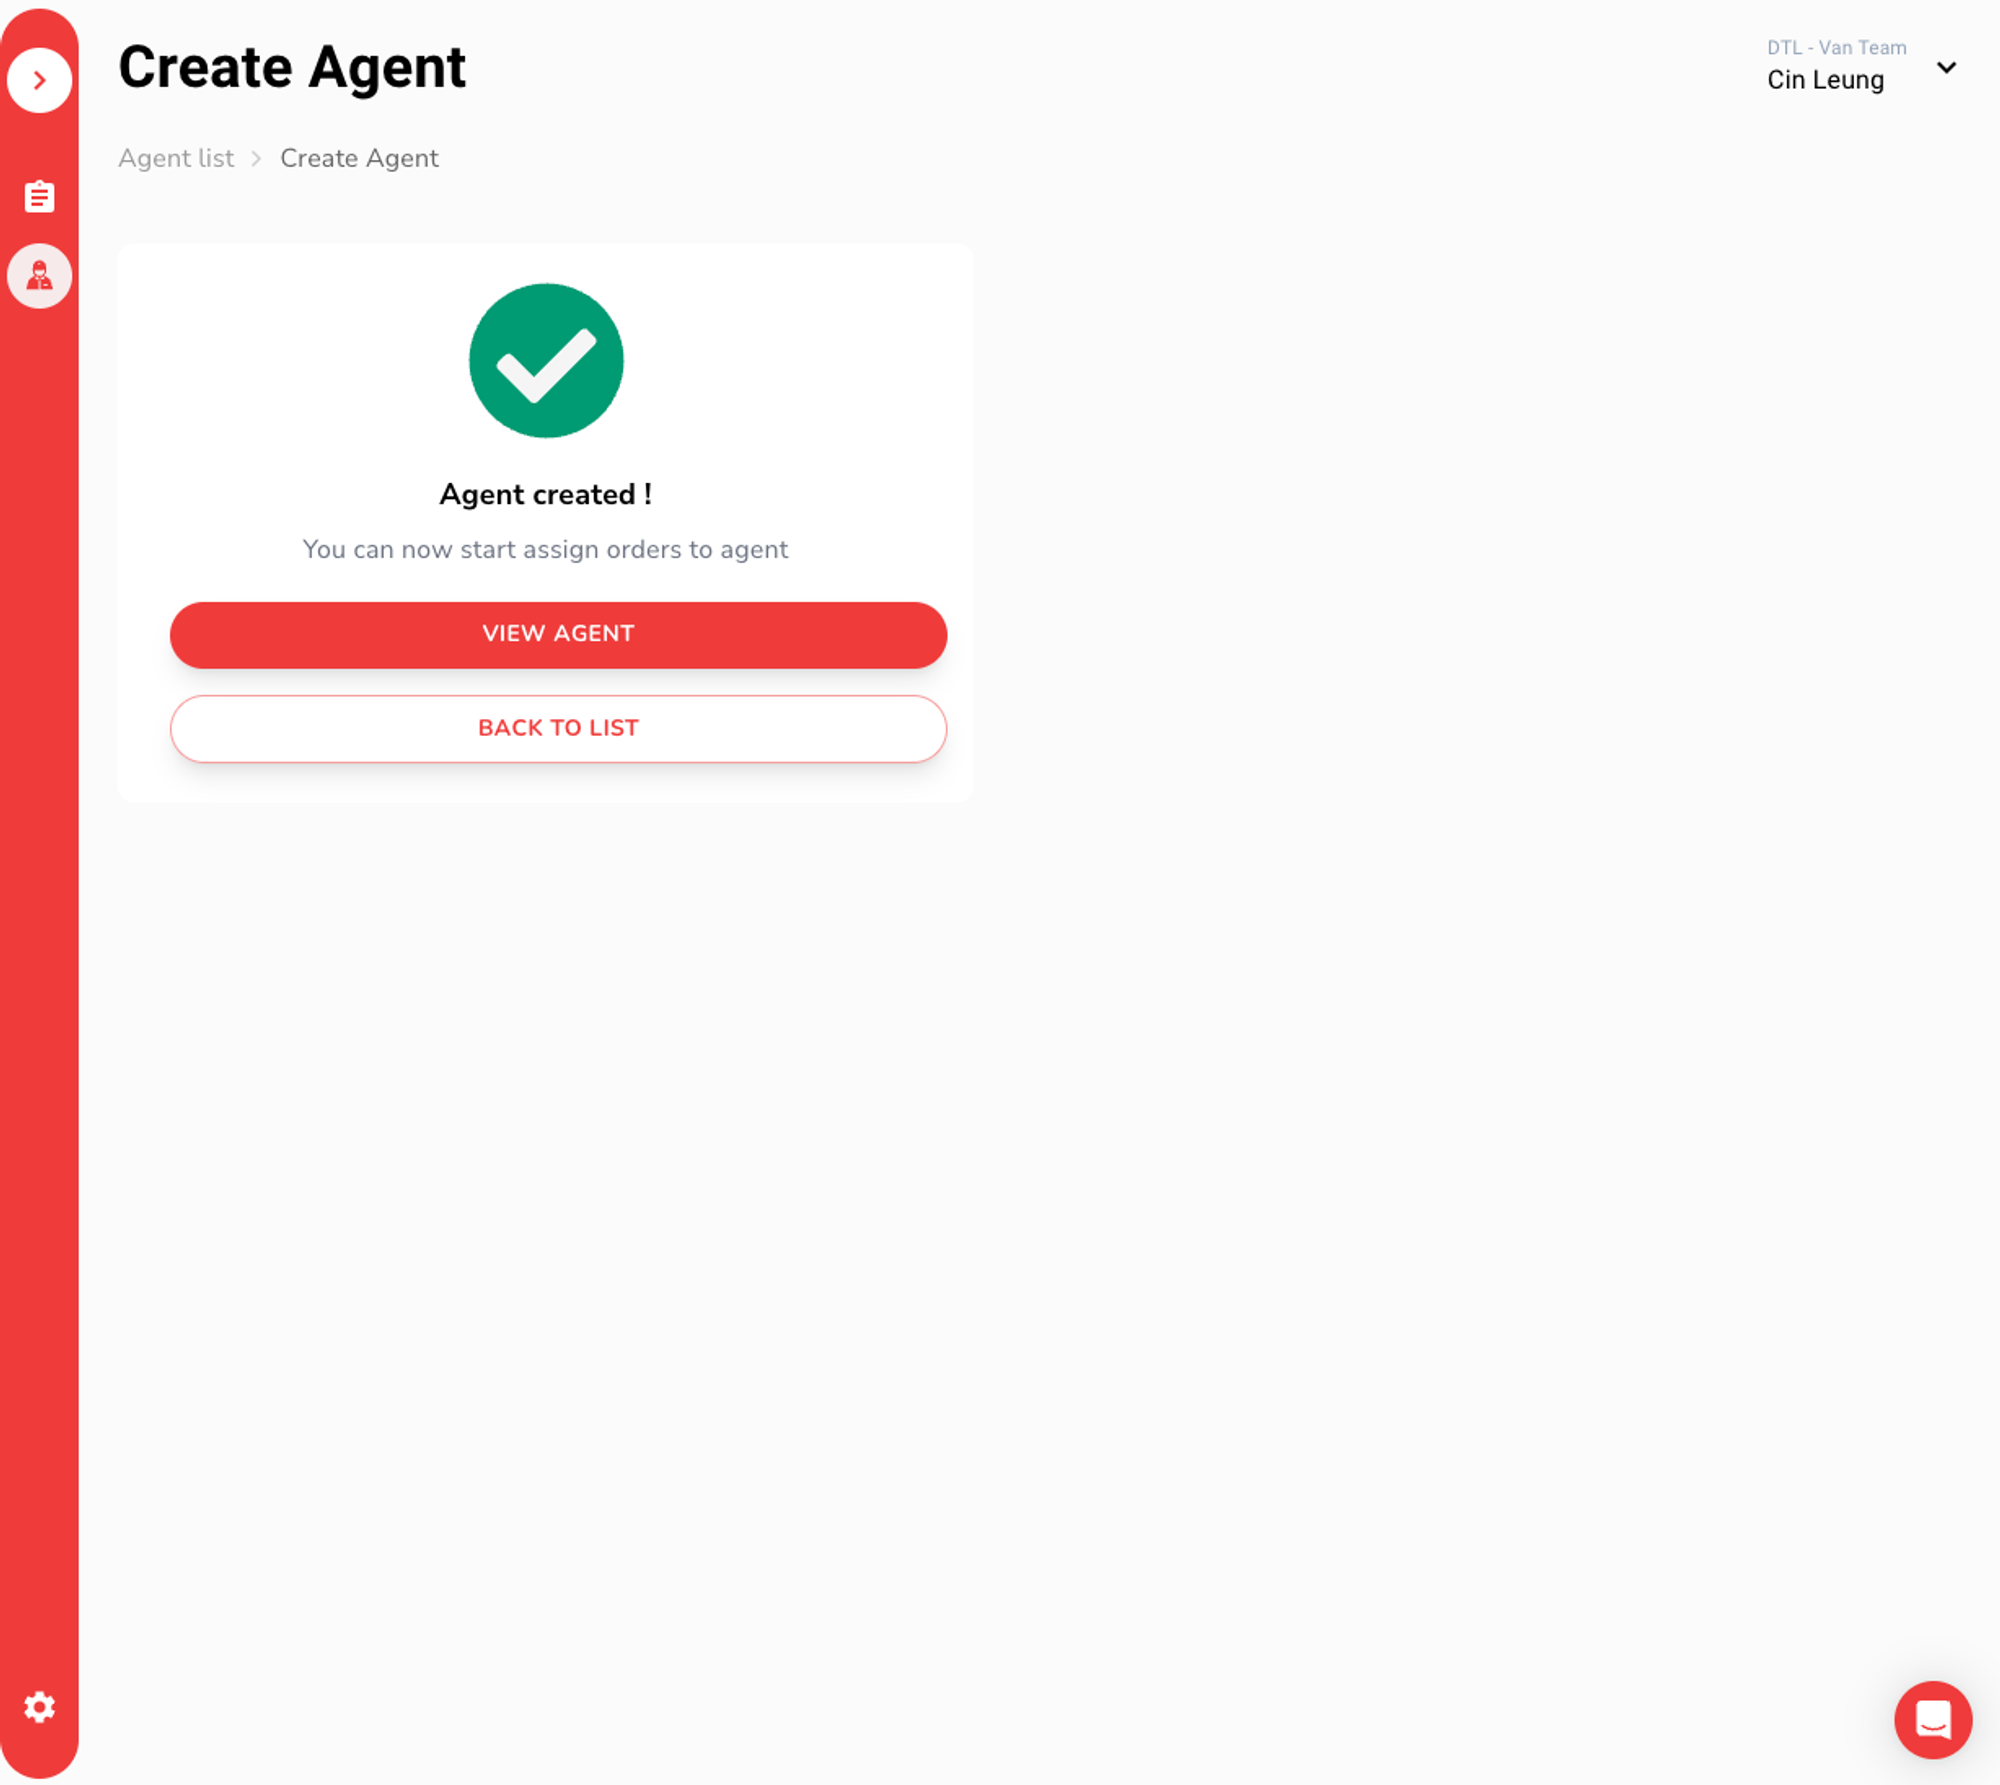 Create Agent
DTL - Van Team
Cin Leung
Agent list > Create Agent
Agent created !
You can now start assign orders to agent
VIEW AGENT
BACK TO LIST